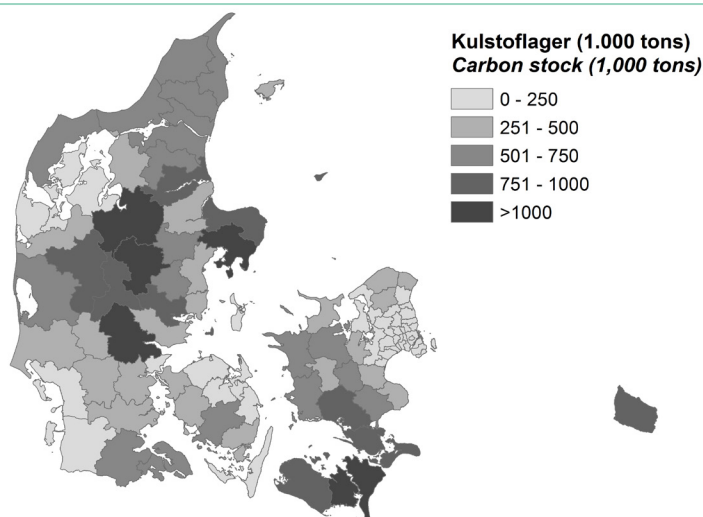 Kulstoflager (1.000 tons)
Carbon stock (1,000 tons)
0 - 250
251 - 500
501 - 750
751 - 1000
>1000